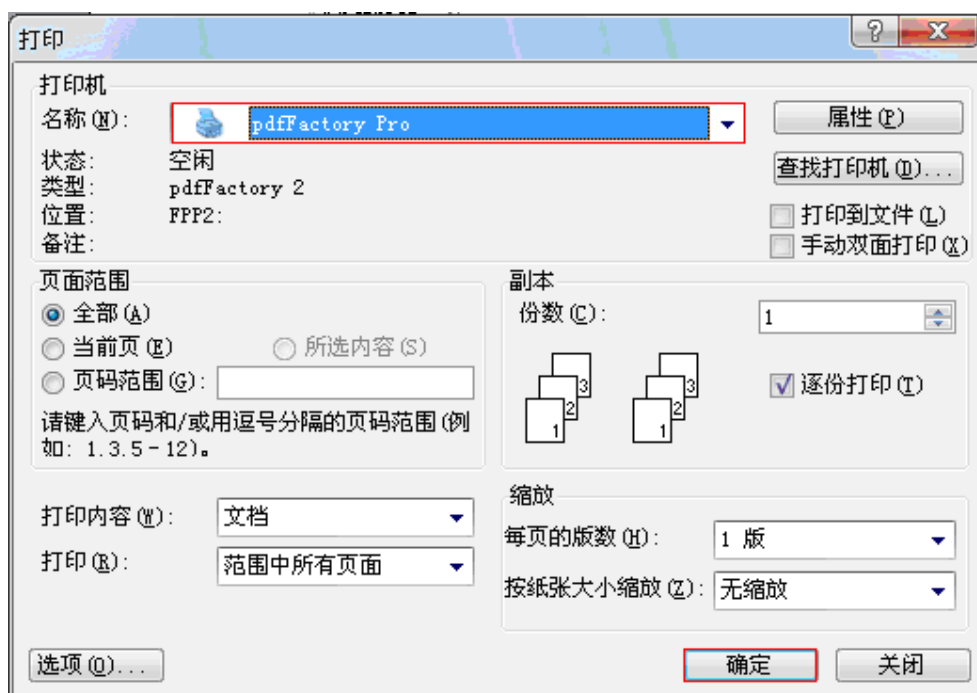 打印
打印机
名称(N): pdfFactory Pro 属性(P)
状态: 空闲 查找打印机(D)...
类型: pdfFactory 2
位置: FPP2: 打印到文件(L)
备注: 手动双面打印(X)
页面范围
全部(A)
当前页(E) 所选内容(S)
页码范围(G):
请键入页码和/或用逗号分隔的页码范围(例
如: 1.3.5-12)。
副本
份数(C): 1
1 2 3 1 2 3 逐份打印(T)
打印内容(W): 文档
打印(R): 范围中所有页面
缩放
每页的版数(H): 1 版
按纸张大小缩放(Z): 无缩放
选项(O)... 确定 关闭